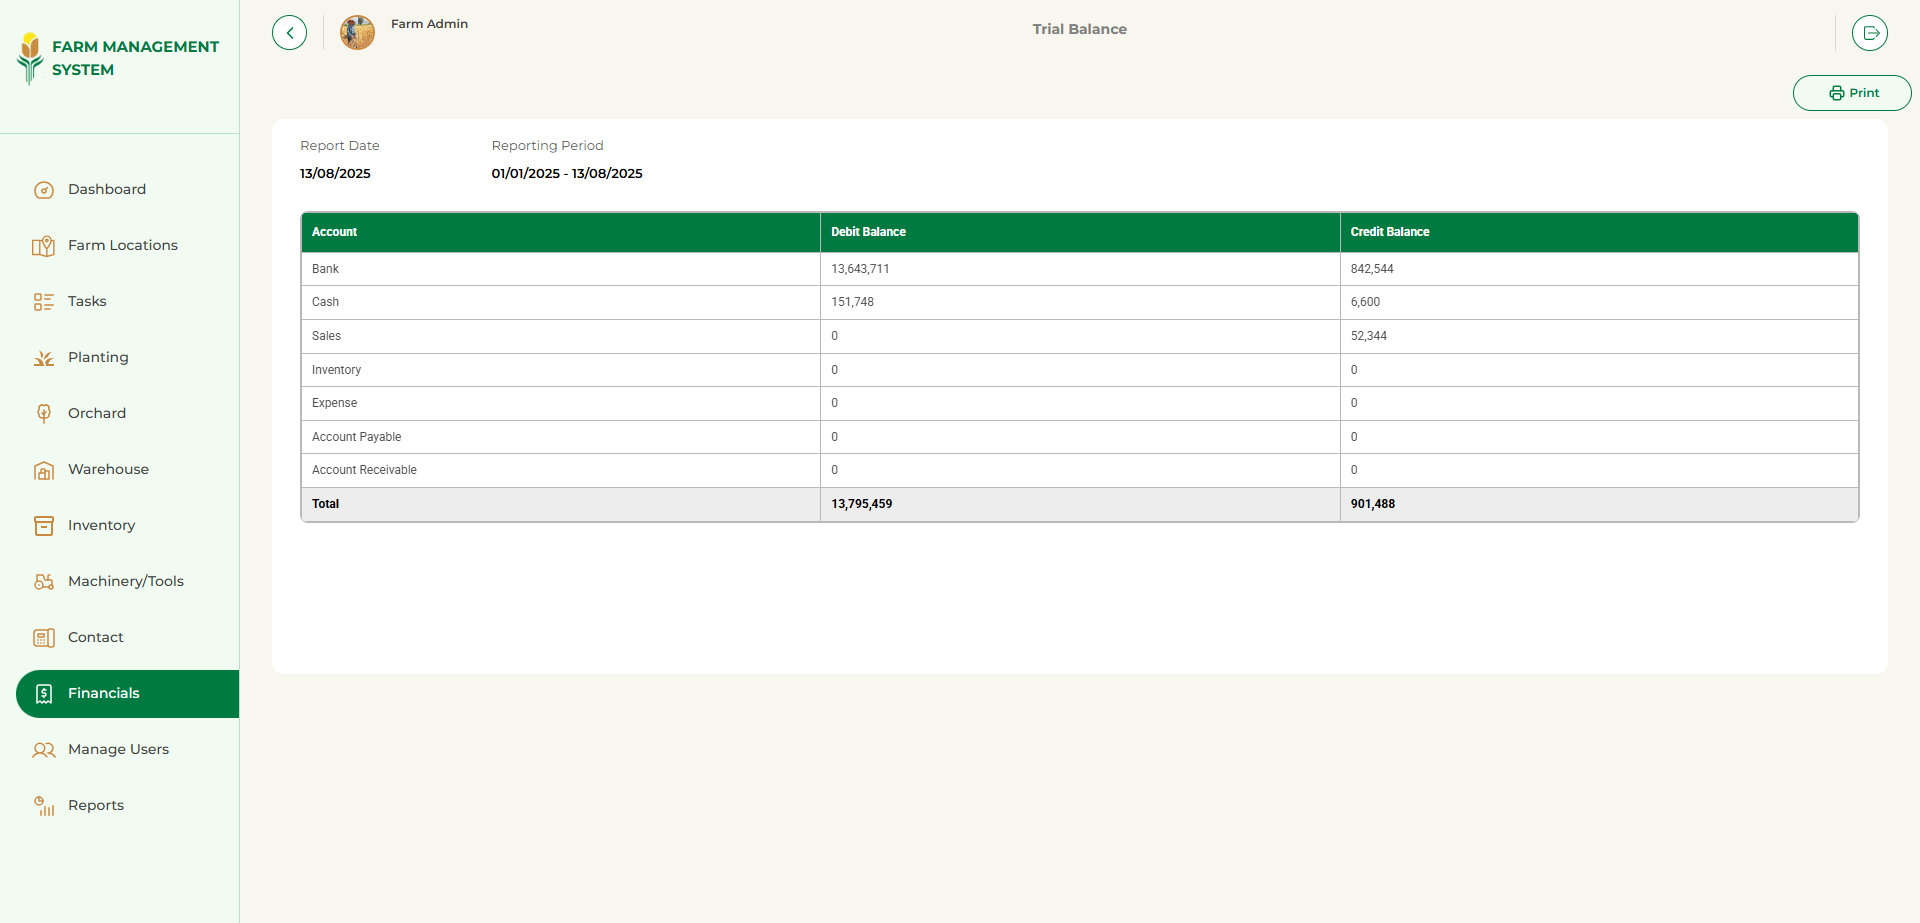 FARM MANAGEMENT
SYSTEM
Dashboard
Farm Locations
Tasks
Planting
Orchard
Warehouse
Inventory
Machinery/Tools
Contact
Financials
Manage Users
Reports
Farm Admin
Trial Balance
Print
Report Date Reporting Period
13/08/2025 01/01/2025 - 13/08/2025
Account Debit Balance Credit Balance
Bank 13,643,711 842,544
Cash 151,748 6,600
Sales 0 52,344
Inventory 0 0
Expense 0 0
Account Payable 0 0
Account Receivable 0 0
Total 13,795,459 901,488